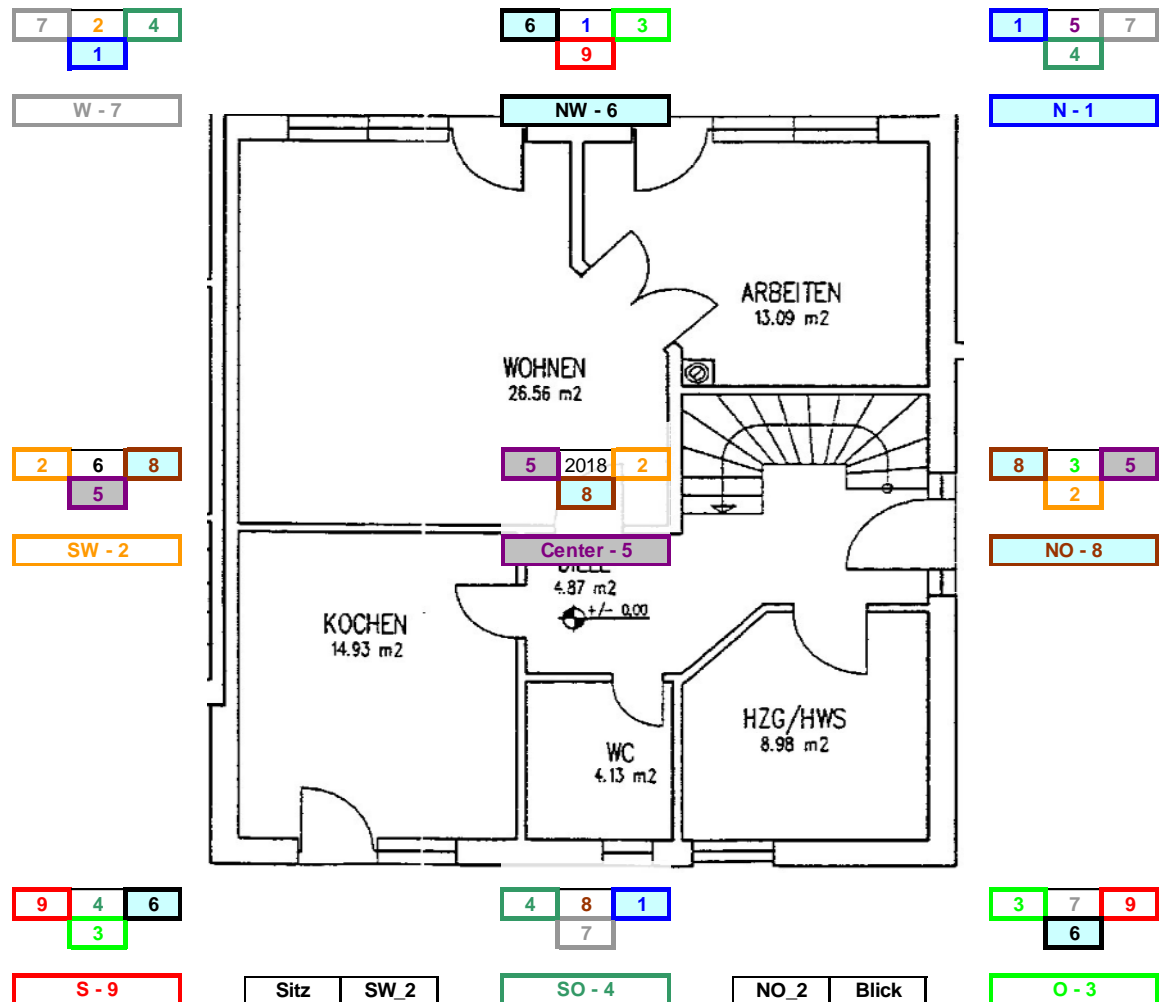 7 2 4
1
W - 7
6 1 3
9
NW - 6
1 5 7
4
N - 1
ARBEITEN
13.09 m2
WOHNEN
26.56 m2
2 6 8
5
SW - 2
5 2018 2
8
Center - 5
8 3 5
2
NO - 8
4.87 m2
+/- 0.00
KOCHEN
14.93 m2
HZG/HWS
8.98 m2
WC
4.13 m2
9 4 6
3
S - 9
4 8 1
7
SO - 4
3 7 9
6
O - 3
Sitz SW_2
NO_2 Blick